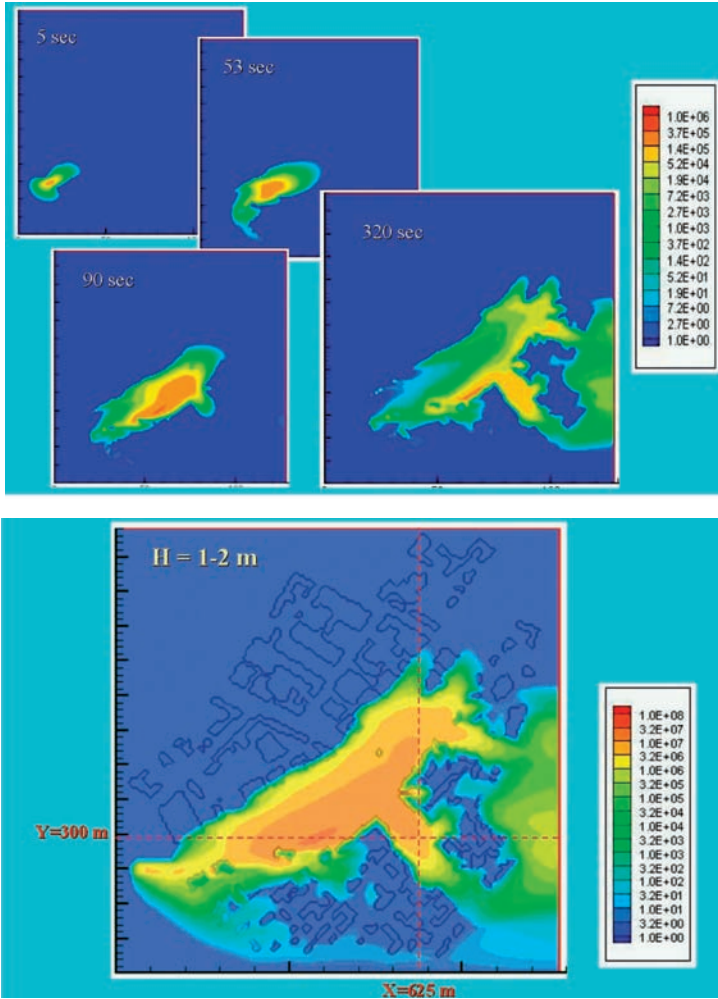 5 sec
53 sec
90 sec
320 sec
1.0E+06
3.7E+05
1.4E+05
5.2E+04
1.9E+04
7.2E+03
2.7E+03
1.0E+03
3.7E+02
1.4E+02
5.2E+01
1.9E+01
7.2E+00
2.7E+00
1.0E+00
H = 1-2 m
Y=300 m
X=625 m
1.0E+08
3.2E+07
1.0E+07
3.2E+06
1.0E+06
3.2E+05
1.0E+05
3.2E+04
1.0E+04
3.2E+03
1.0E+03
3.2E+02
1.0E+02
3.2E+01
1.0E+01
3.2E+00
1.0E+00